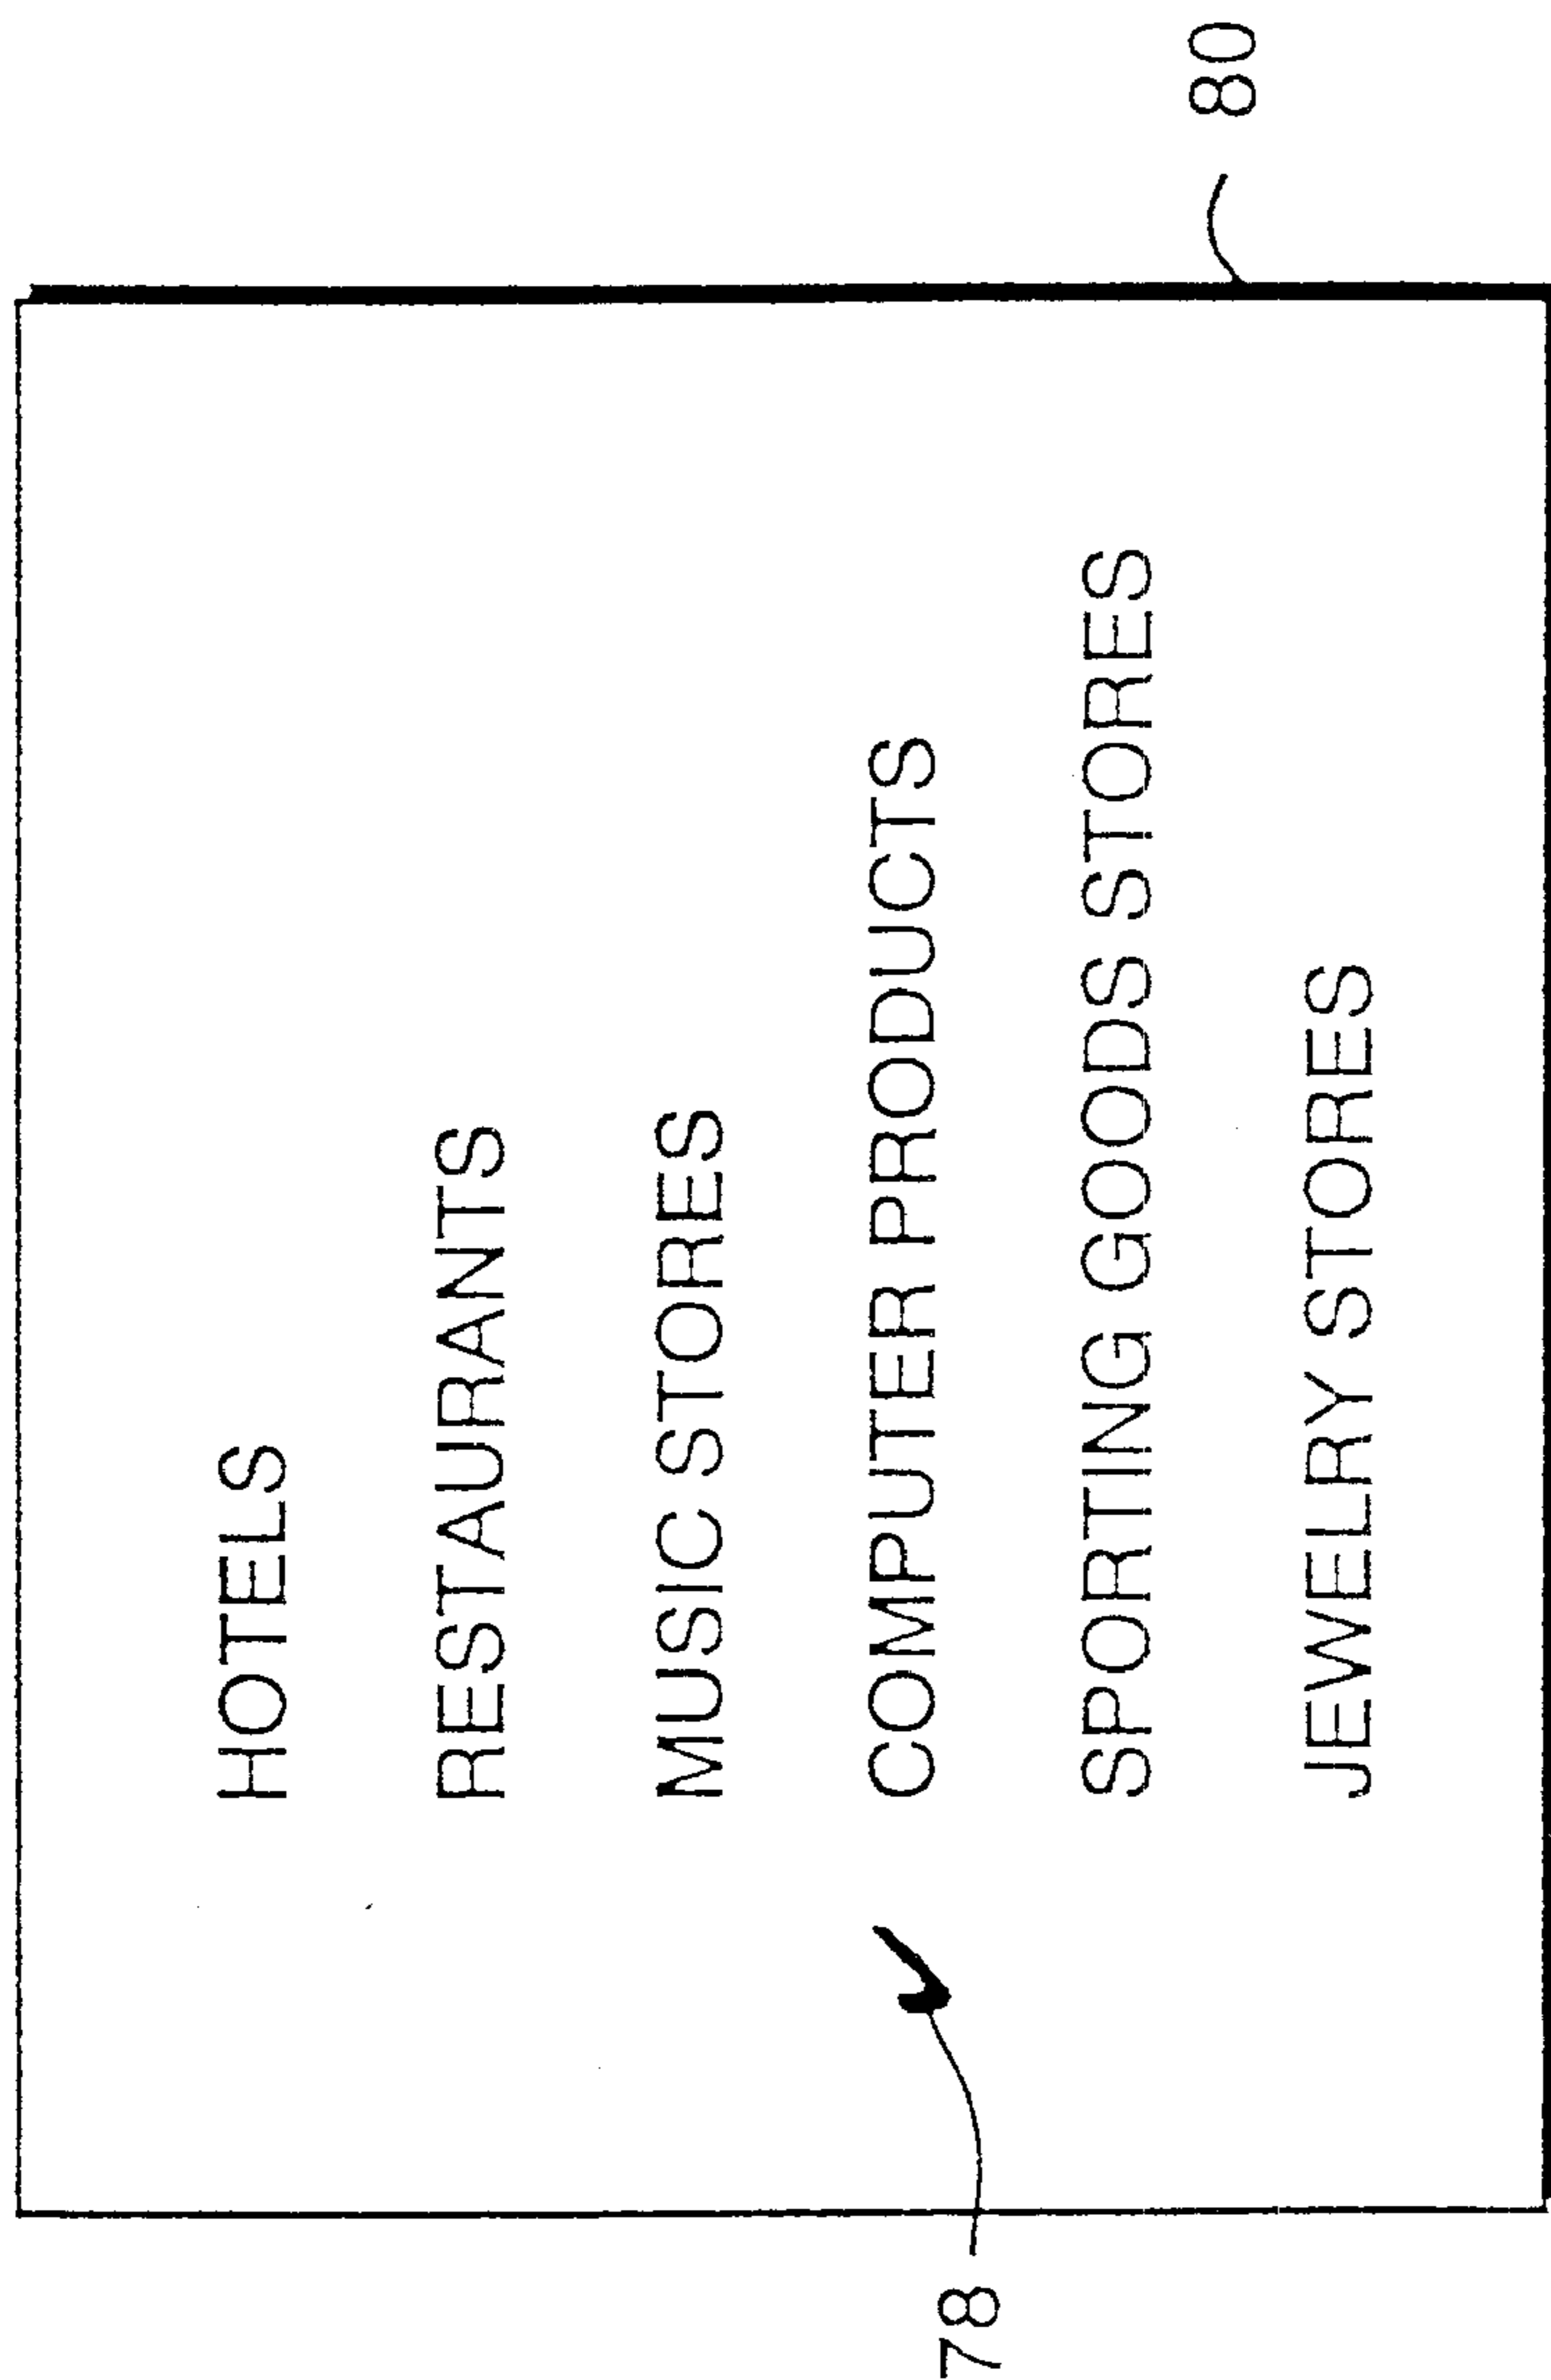 HOTELS
RESTAURANTS
MUSIC STORES
COMPUTER PRODUCTS
SPORTING GOODS STORES
JEWELRY STORES
78
80